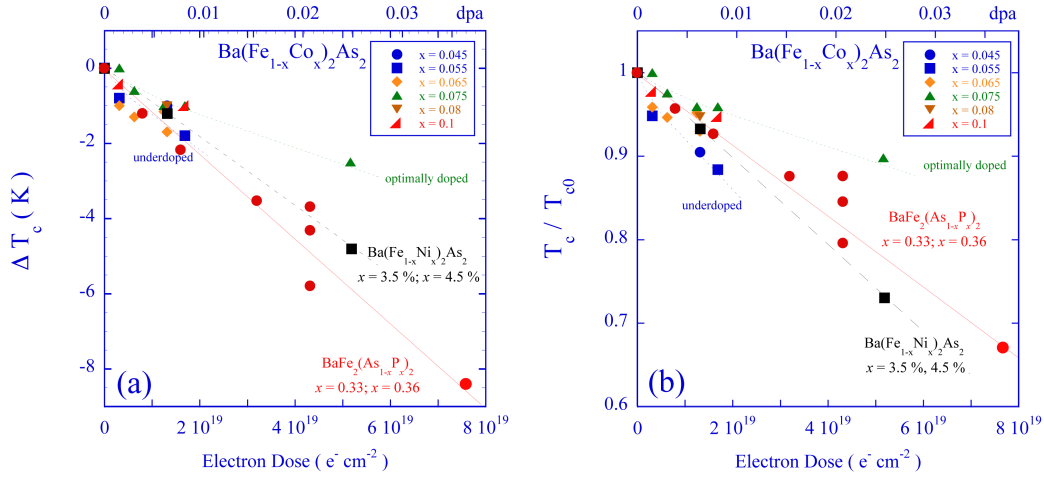 0 0.01 0.02 0.03 dpa
Ba(Fe1-xCox)2As2
x = 0.045
x = 0.055
x = 0.065
x = 0.075
x = 0.08
x = 0.1
0
-2
-4
-6
-8
Δ Tc ( K )
underdoped
optimally doped
Ba(Fe1-xNix)2As2
x = 3.5 %; x = 4.5 %
BaFe2(As1-xPx)2
x = 0.33; x = 0.36
(a)
0 2 10^19 4 10^19 6 10^19 8 10^19
Electron Dose ( e- cm-2 )
0 0.01 0.02 0.03 dpa
Ba(Fe1-xCox)2As2
x = 0.045
x = 0.055
x = 0.065
x = 0.075
x = 0.08
x = 0.1
1
0.9
0.8
0.7
0.6
Tc / Tc0
optimally doped
underdoped
BaFe2(As1-xPx)2
x = 0.33; x = 0.36
Ba(Fe1-xNix)2As2
x = 3.5 %, 4.5 %
(b)
0 2 10^19 4 10^19 6 10^19 8 10^19
Electron Dose ( e- cm-2 )